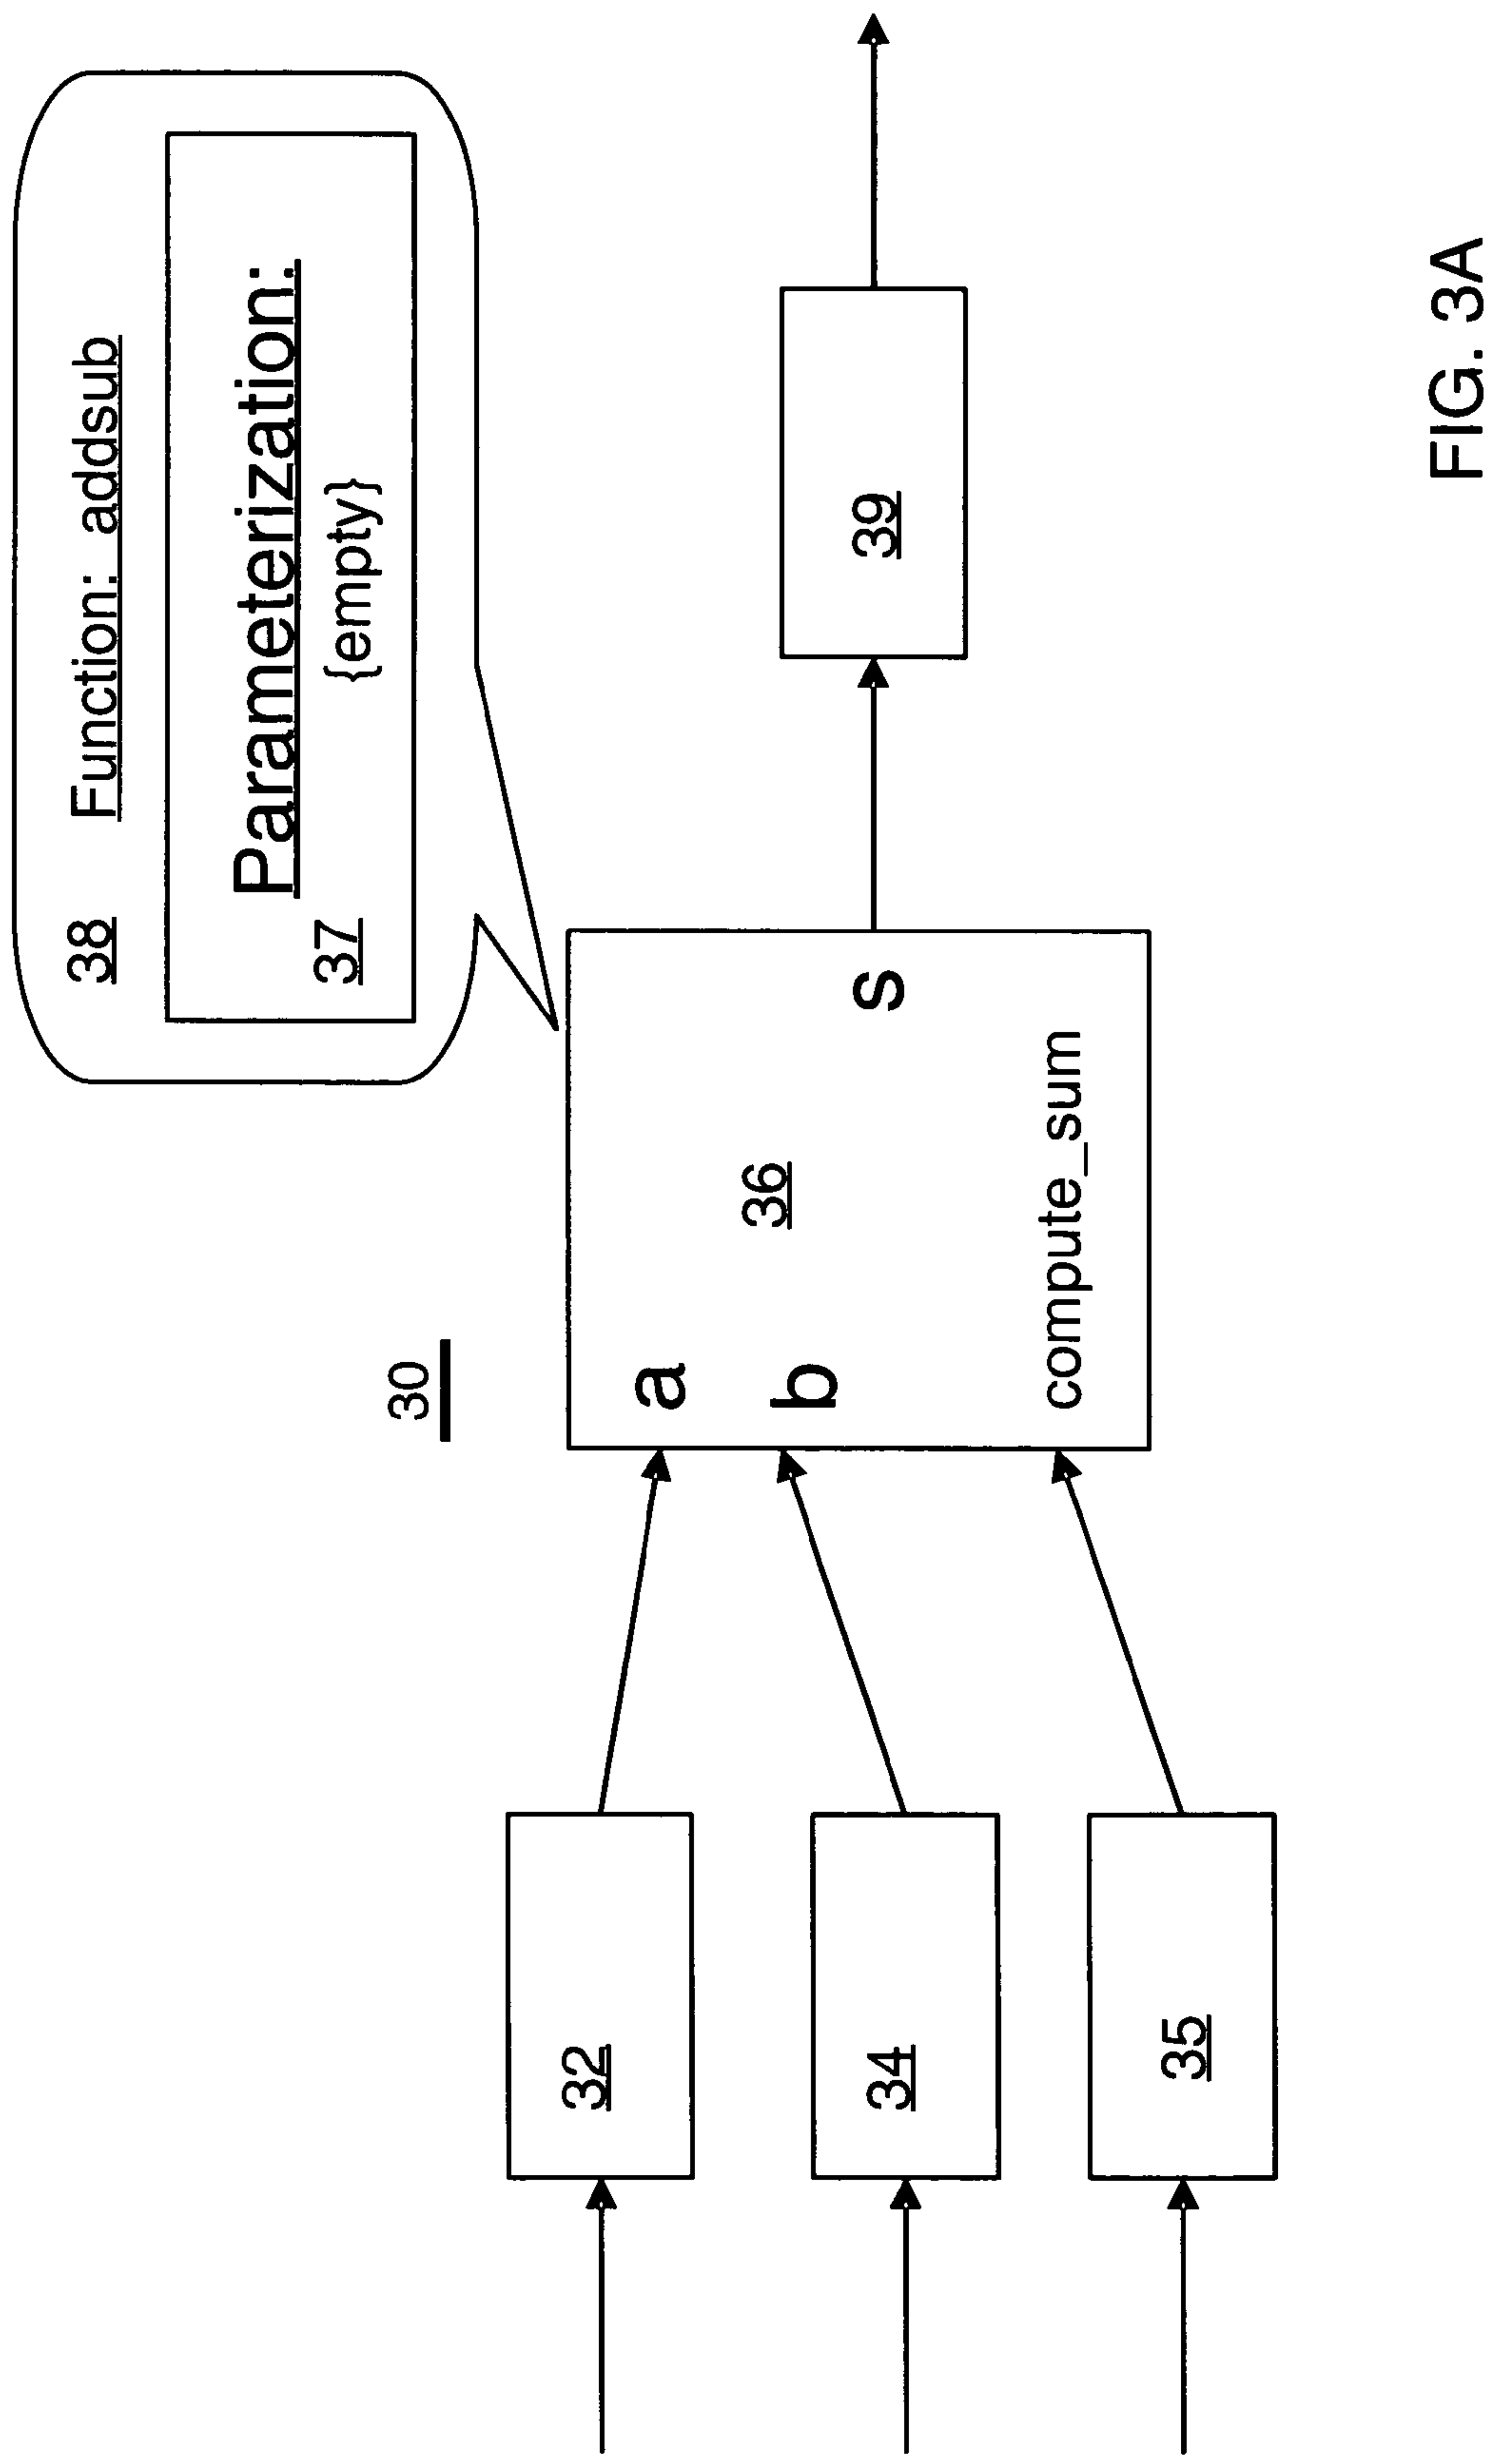 38 Function: addsub
Parameterization:
37 {empty}
30
a
32
36
b
34
s
39
compute_sum
35
FIG. 3A